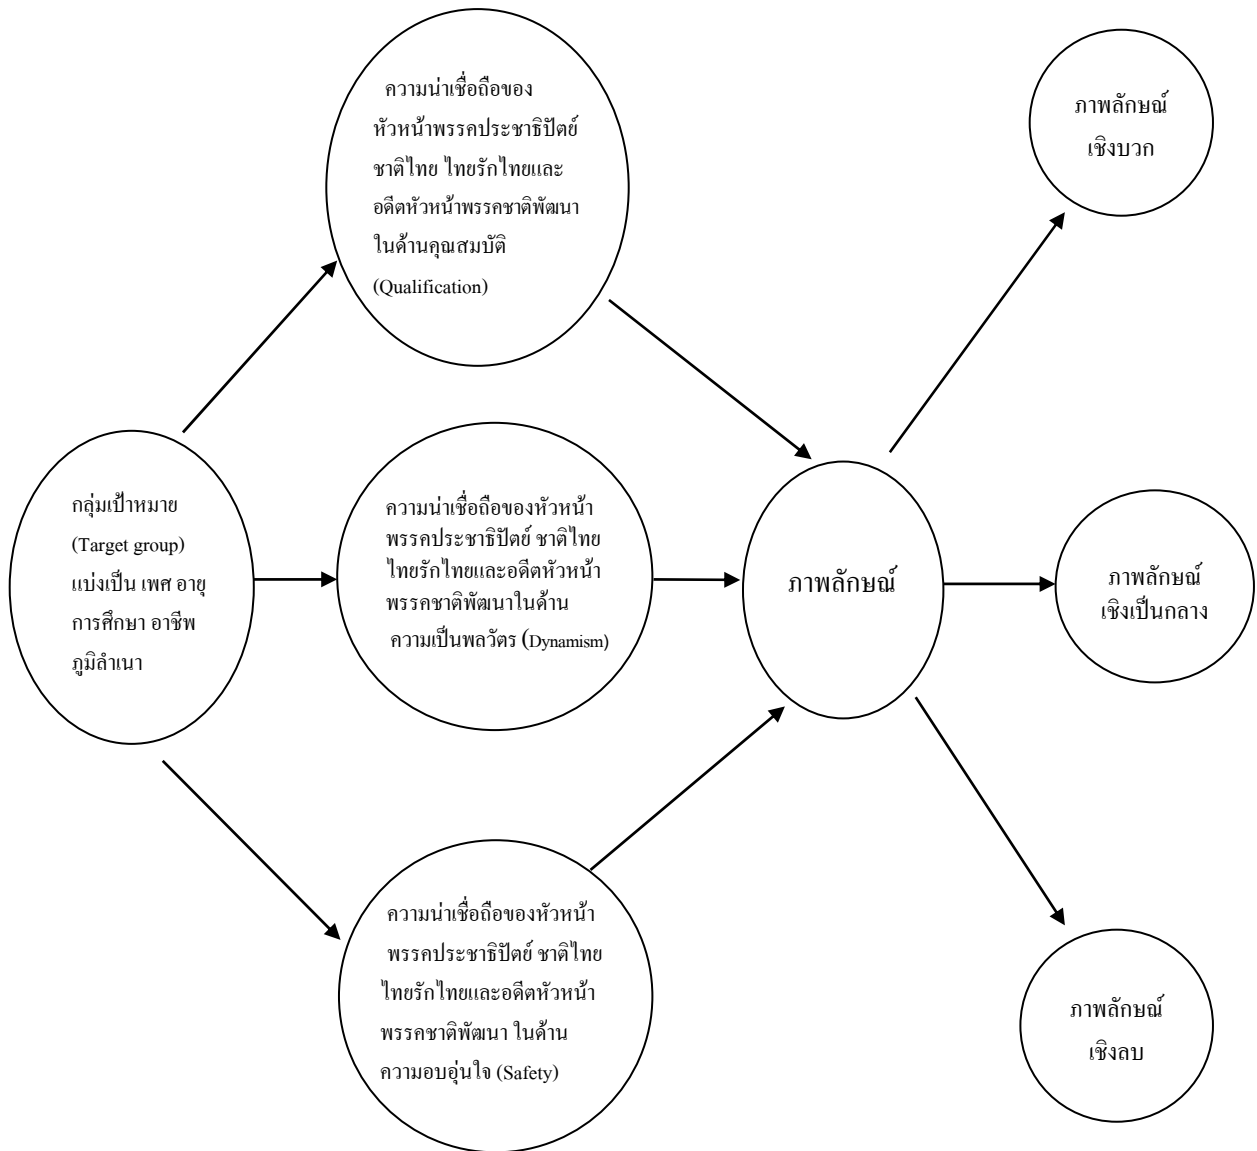 กลุ่มเป้าหมาย
(Target group)
แบ่งเป็น เพศ อายุ
การศึกษา อาชีพ
ภูมิลำเนา
ความน่าเชื่อถือของ
หัวหน้าพรรคประชาธิปัตย์
ชาติไทย ไทยรักไทยและ
อดีตหัวหน้าพรรคชาติพัฒนา
ในด้านคุณสมบัติ
(Qualification)
ความน่าเชื่อถือของหัวหน้า
พรรคประชาธิปัตย์ ชาติไทย
ไทยรักไทยและอดีตหัวหน้า
พรรคชาติพัฒนาในด้าน
ความเป็นพลวัตร (Dynamism)
ความน่าเชื่อถือของหัวหน้า
พรรคประชาธิปัตย์ ชาติไทย
ไทยรักไทยและอดีตหัวหน้า
พรรคชาติพัฒนา ในด้าน
ความอบอุ่นใจ (Safety)
ภาพลักษณ์
ภาพลักษณ์
เชิงบวก
ภาพลักษณ์
เชิงเป็นกลาง
ภาพลักษณ์
เชิงลบ